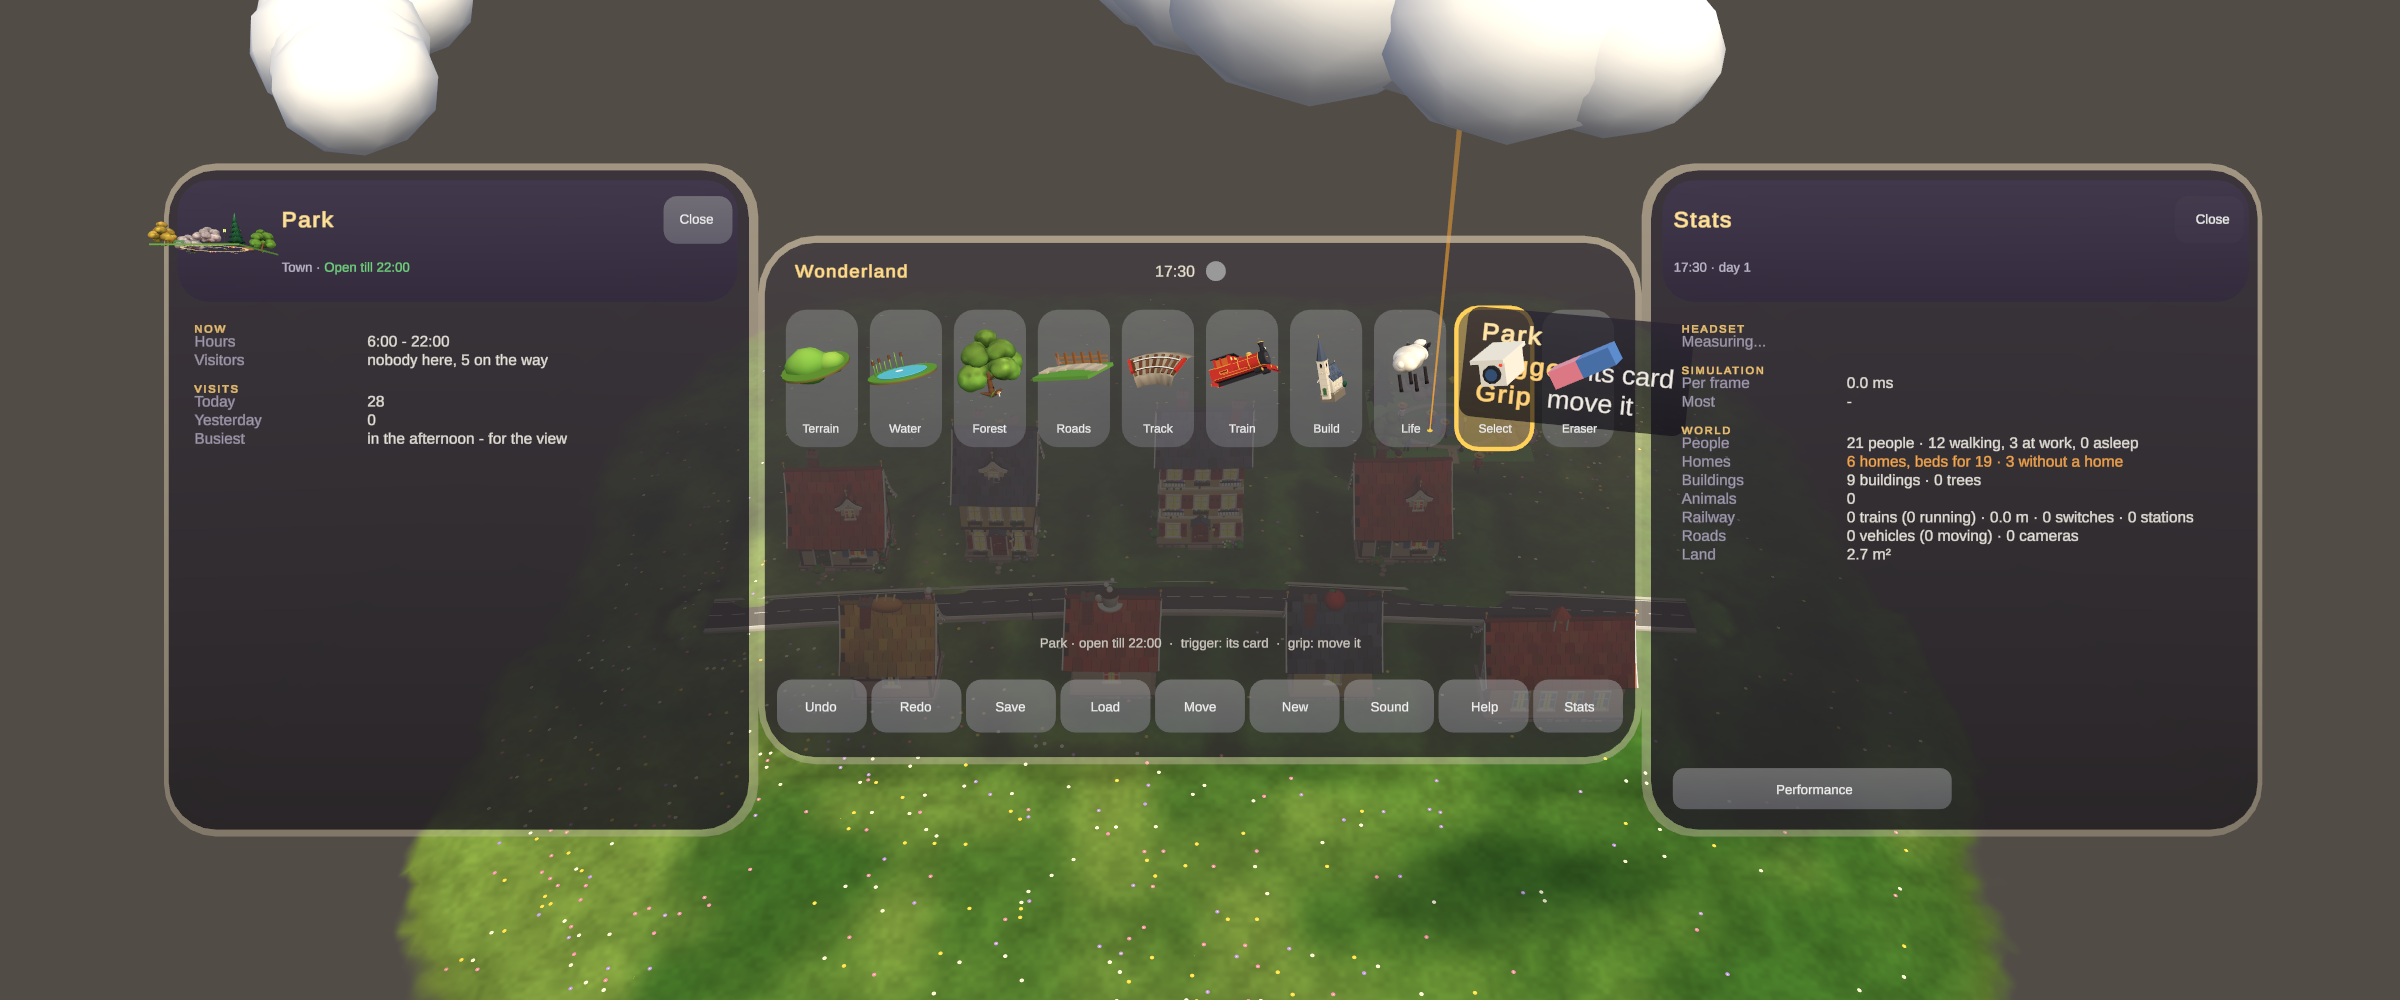 Park
Close
Town · Open till 22:00
NOW
Hours 6:00 - 22:00
Visitors nobody here, 5 on the way
VISITS
Today 28
Yesterday 0
Busiest in the afternoon - for the view
Wonderland
17:30
Terrain
Water
Forest
Roads
Track
Train
Build
Life
Select
Eraser
Park
its card
Grip move it
Park · open till 22:00 · trigger: its card · grip: move it
Undo
Redo
Save
Load
Move
New
Sound
Help
Stats
Stats
Close
17:30 · day 1
HEADSET
Measuring...
SIMULATION
Per frame 0.0 ms
Most -
WORLD
People 21 people · 12 walking, 3 at work, 0 asleep
Homes 6 homes, beds for 19 · 3 without a home
Buildings 9 buildings · 0 trees
Animals 0
Railway 0 trains (0 running) · 0.0 m · 0 switches · 0 stations
Roads 0 vehicles (0 moving) · 0 cameras
Land 2.7 m²
Performance